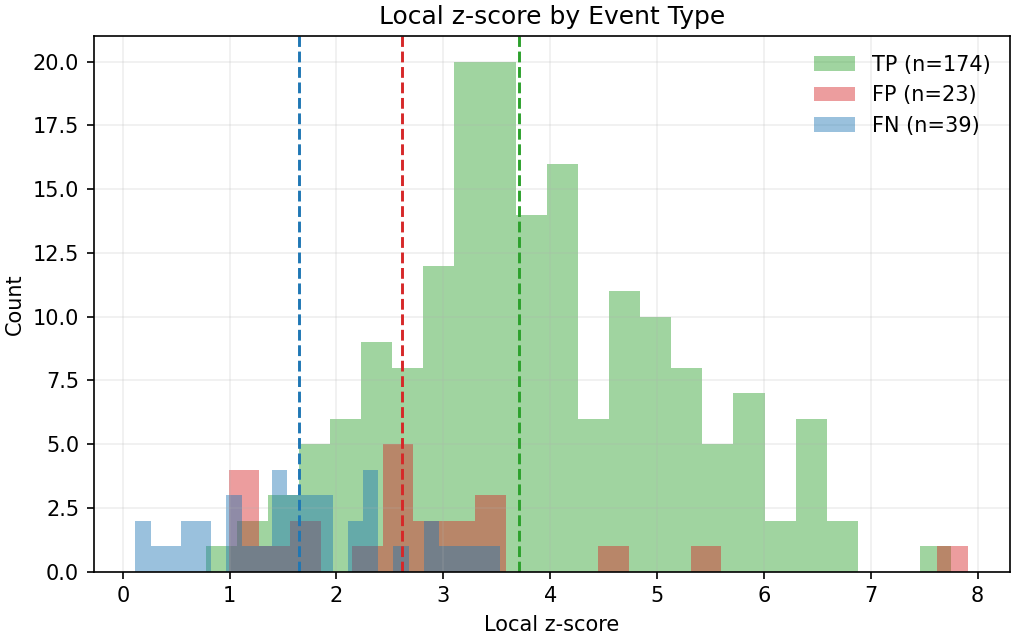 Local z-score by Event Type
TP (n=174)
FP (n=23)
FN (n=39)
Count
20.0
17.5
15.0
12.5
10.0
7.5
5.0
2.5
0.0
0 1 2 3 4 5 6 7 8
Local z-score